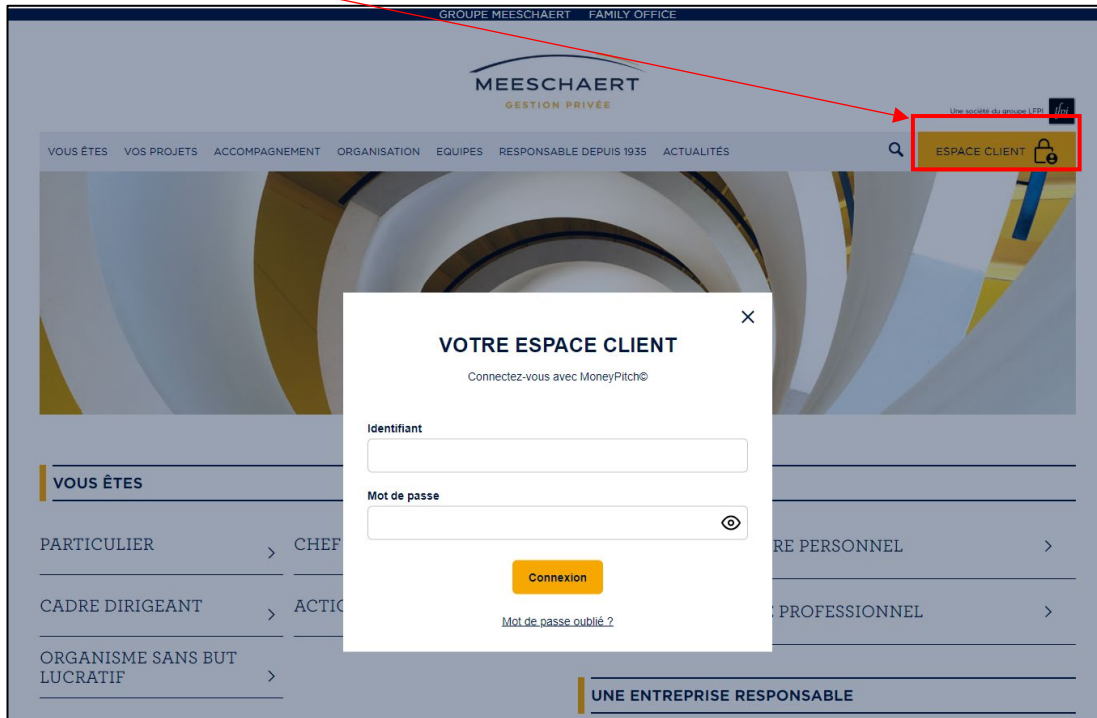 GROUPE MEESCHAERT FAMILY OFFICE
MEESCHAERT
GESTION PRIVÉE
Une société du groupe LFPI lfpi
VOUS ÊTES VOS PROJETS ACCOMPAGNEMENT ORGANISATION EQUIPES RESPONSABLE DEPUIS 1935 ACTUALITÉS ESPACE CLIENT
VOTRE ESPACE CLIENT
Connectez-vous avec MoneyPitch©
Identifiant
Mot de passe
Connexion
Mot de passe oublié ?
VOUS ÊTES
PARTICULIER
CHEF
RE PERSONNEL
CADRE DIRIGEANT
ACTIO
PROFESSIONNEL
ORGANISME SANS BUT
LUCRATIF
UNE ENTREPRISE RESPONSABLE